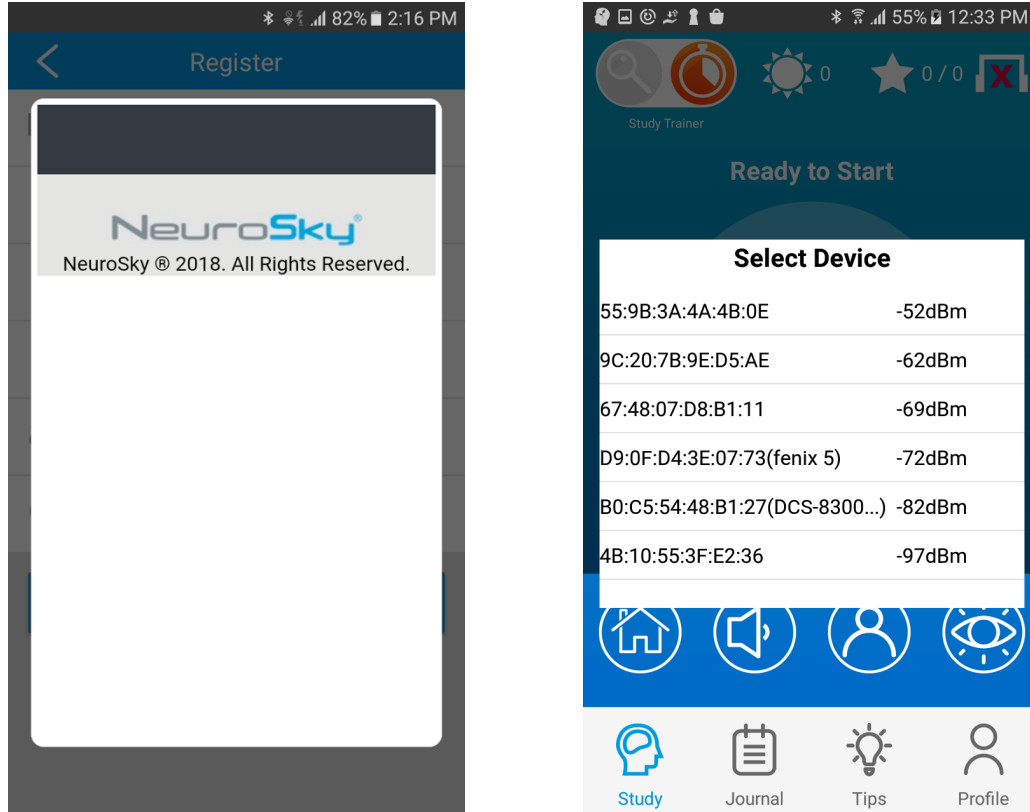 82% 2:16 PM
Register
NeuroSky®
NeuroSky ® 2018. All Rights Reserved.
55% 12:33 PM
0
0 / 0
X
Study Trainer
Ready to Start
Select Device
55:9B:3A:4A:4B:0E -52dBm
9C:20:7B:9E:D5:AE -62dBm
67:48:07:D8:B1:11 -69dBm
D9:0F:D4:3E:07:73(fenix 5) -72dBm
B0:C5:54:48:B1:27(DCS-8300...) -82dBm
4B:10:55:3F:E2:36 -97dBm
Study Journal Tips Profile